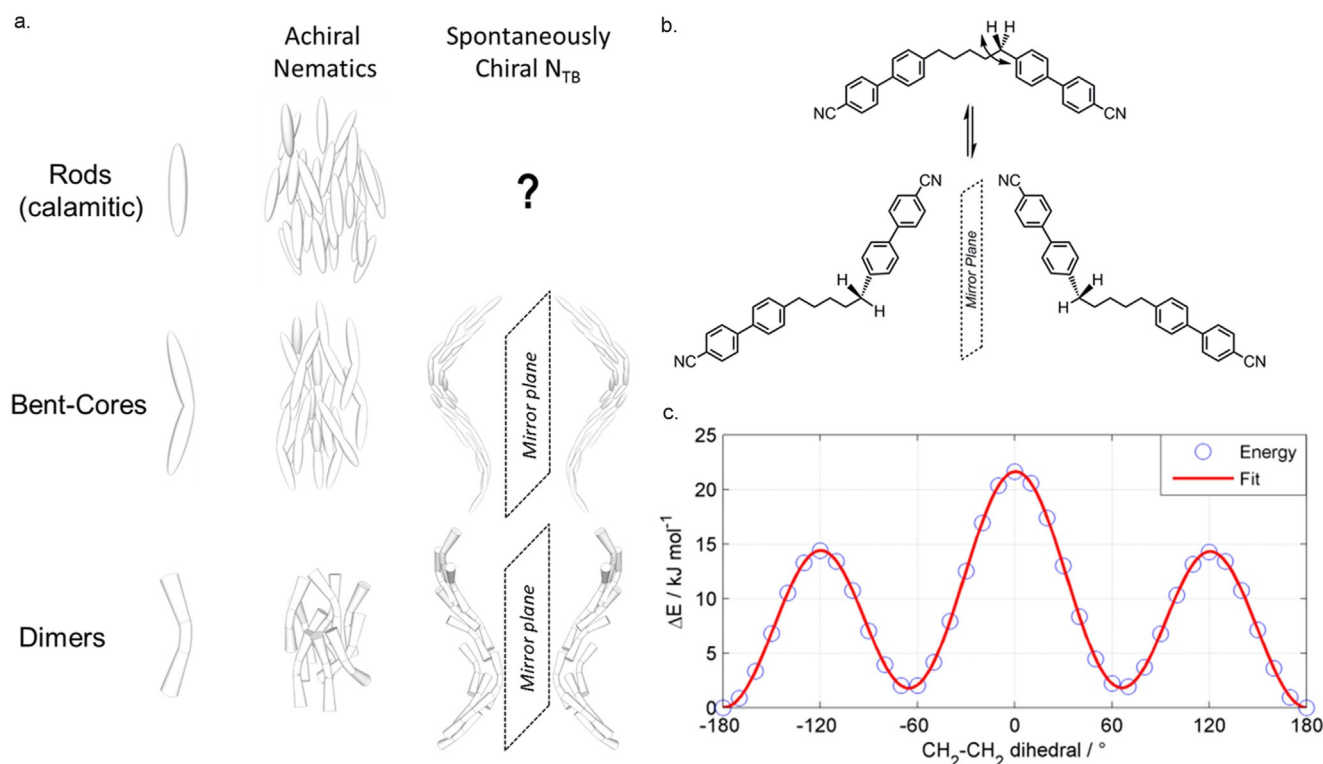 a.
Achiral
Nematics
Spontaneously
Chiral N_TB
Rods
(calamitic)
?
Bent-Cores
Mirror plane
Dimers
Mirror plane
b.
H H
NC
CN
CN
H
H
NC
Mirror Plane
NC
H
H
CN
c.
25
20
15
10
5
0
ΔE / kJ mol⁻¹
Energy
Fit
-180 -120 -60 0 60 120 180
CH₂-CH₂ dihedral / °